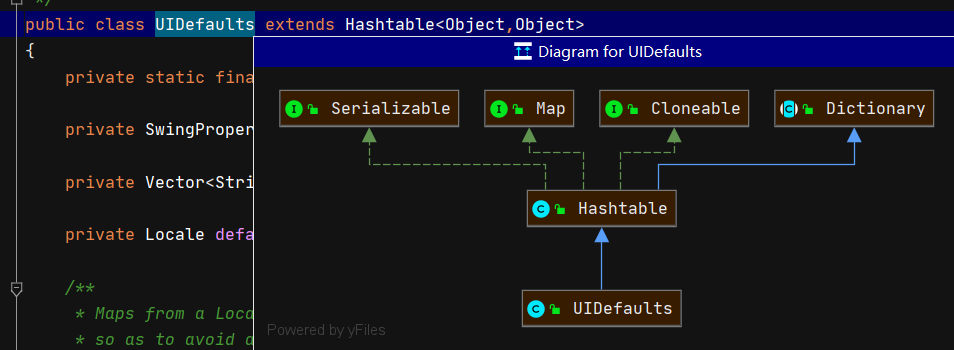 */
public class UIDefaults extends Hashtable<Object,Object>
{
Diagram for UIDefaults
private static fina
I Serializable
I Map
I Cloneable
C Dictionary
private SwingProper
private Vector<Stri
C Hashtable
private Locale defa
/**
C UIDefaults
* Maps from a Loca
* so as to avoid a
Powered by yFiles